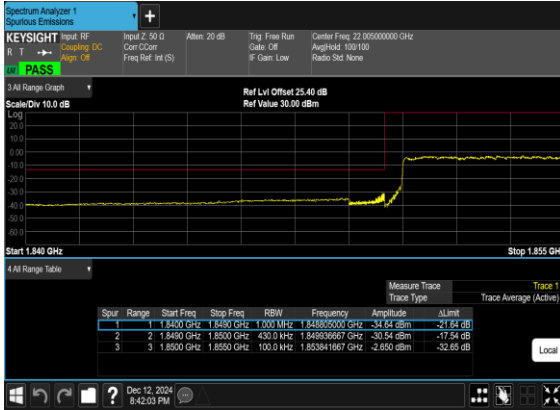 Spectrum Analyzer 1
Spurious Emissions
+
KEYSIGHT Input: RF Input Z: 50 Ω Atten: 20 dB Trig: Free Run Center Freq: 22.005000000 GHz
R T Coupling: DC Corr CCorr Gate: Off Avg|Hold: 100/100
Align: Off Freq Ref: Int (S) IF Gain: Low Radio Std: None
PASS
3 All Range Graph
Ref Lvl Offset 25.40 dB
Scale/Div 10.0 dB Ref Value 30.00 dBm
Log
20.0
10.0
0.00
-10.0
-20.0
-30.0
-40.0
-50.0
-60.0
Start 1.840 GHz Stop 1.855 GH
4 All Range Table
Measure Trace Trace 1
Trace Type Trace Average (Active)
Spur Range Start Freq Stop Freq RBW Frequency Amplitude ΔLimit
1 1 1.8400 GHz 1.8490 GHz 1.000 MHz 1.848805000 GHz -34.64 dBm -21.64 dB
2 2 1.8490 GHz 1.8500 GHz 430.0 kHz 1.849936667 GHz -30.54 dBm -17.54 dB
3 3 1.8500 GHz 1.8550 GHz 100.0 kHz 1.853841667 GHz -2.650 dBm -32.65 dB
Local
? Dec 12, 2024
8:42:03 PM